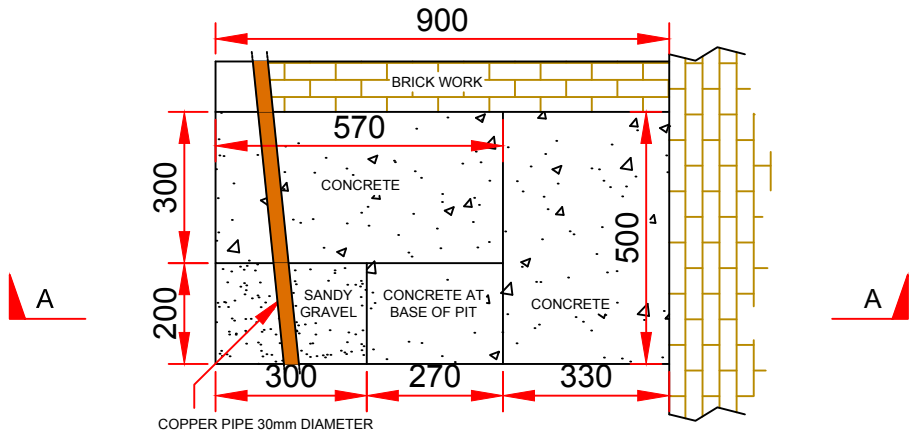 900
BRICK WORK
570
300
CONCRETE
500
A
200
SANDY
GRAVEL
CONCRETE AT
BASE OF PIT
CONCRETE
A
300
270
330
COPPER PIPE 30mm DIAMETER